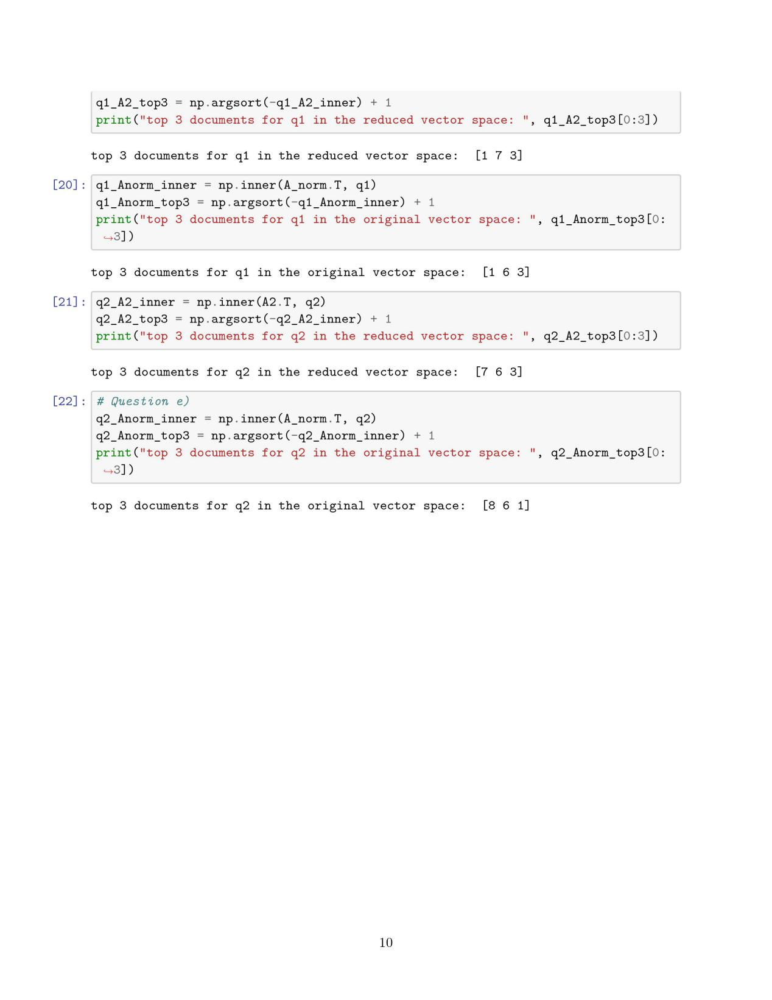 q1_A2_top3 = np.argsort(-q1_A2_inner) + 1
print("top 3 documents for q1 in the reduced vector space: ", q1_A2_top3[0:3])
top 3 documents for q1 in the reduced vector space:  [1 7 3]
[20]: q1_Anorm_inner = np.inner(A_norm.T, q1)
q1_Anorm_top3 = np.argsort(-q1_Anorm_inner) + 1
print("top 3 documents for q1 in the original vector space: ", q1_Anorm_top3[0:
↪3])
top 3 documents for q1 in the original vector space:  [1 6 3]
[21]: q2_A2_inner = np.inner(A2.T, q2)
q2_A2_top3 = np.argsort(-q2_A2_inner) + 1
print("top 3 documents for q2 in the reduced vector space: ", q2_A2_top3[0:3])
top 3 documents for q2 in the reduced vector space:  [7 6 3]
[22]: # Question e)
q2_Anorm_inner = np.inner(A_norm.T, q2)
q2_Anorm_top3 = np.argsort(-q2_Anorm_inner) + 1
print("top 3 documents for q2 in the original vector space: ", q2_Anorm_top3[0:
↪3])
top 3 documents for q2 in the original vector space:  [8 6 1]
10